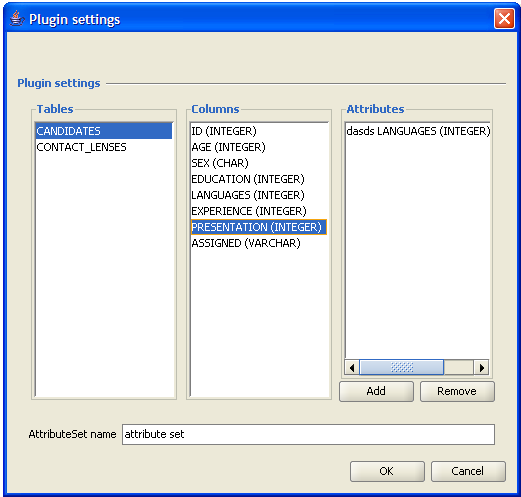 Plugin settings
Plugin settings
Tables
CANDIDATES
CONTACT_LENSES
Columns
ID (INTEGER)
AGE (INTEGER)
SEX (CHAR)
EDUCATION (INTEGER)
LANGUAGES (INTEGER)
EXPERIENCE (INTEGER)
PRESENTATION (INTEGER)
ASSIGNED (VARCHAR)
Attributes
dasds LANGUAGES (INTEGER)
Add
Remove
AttributeSet name
attribute set
OK
Cancel